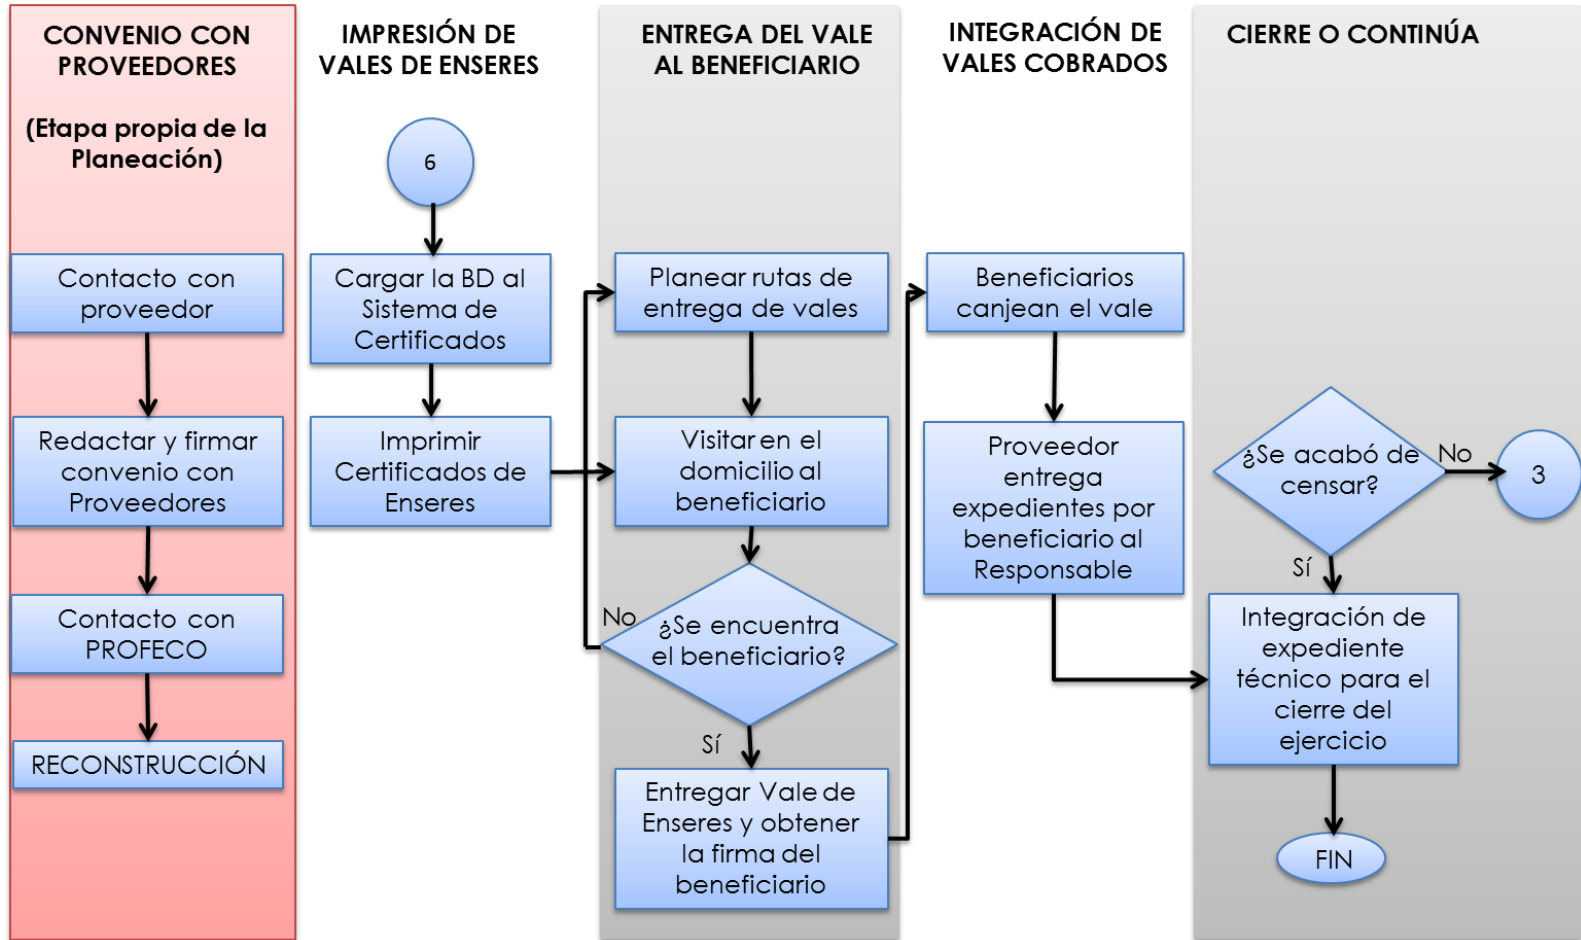 CONVENIO CON
PROVEEDORES
(Etapa propia de la
Planeación)
Contacto con
proveedor
Redactar y firmar
convenio con
Proveedores
Contacto con
PROFECO
RECONSTRUCCIÓN
IMPRESIÓN DE
VALES DE ENSERES
6
Cargar la BD al
Sistema de
Certificados
Imprimir
Certificados de
Enseres
ENTREGA DEL VALE
AL BENEFICIARIO
Planear rutas de
entrega de vales
Visitar en el
domicilio al
beneficiario
No
¿Se encuentra
el beneficiario?
Sí
Entregar Vale de
Enseres y obtener
la firma del
beneficiario
INTEGRACIÓN DE
VALES COBRADOS
Beneficiarios
canjean el vale
Proveedor
entrega
expedientes por
beneficiario al
Responsable
CIERRE O CONTINÚA
¿Se acabó de
censar?
No
3
Sí
Integración de
expediente
técnico para el
cierre del
ejercicio
FIN